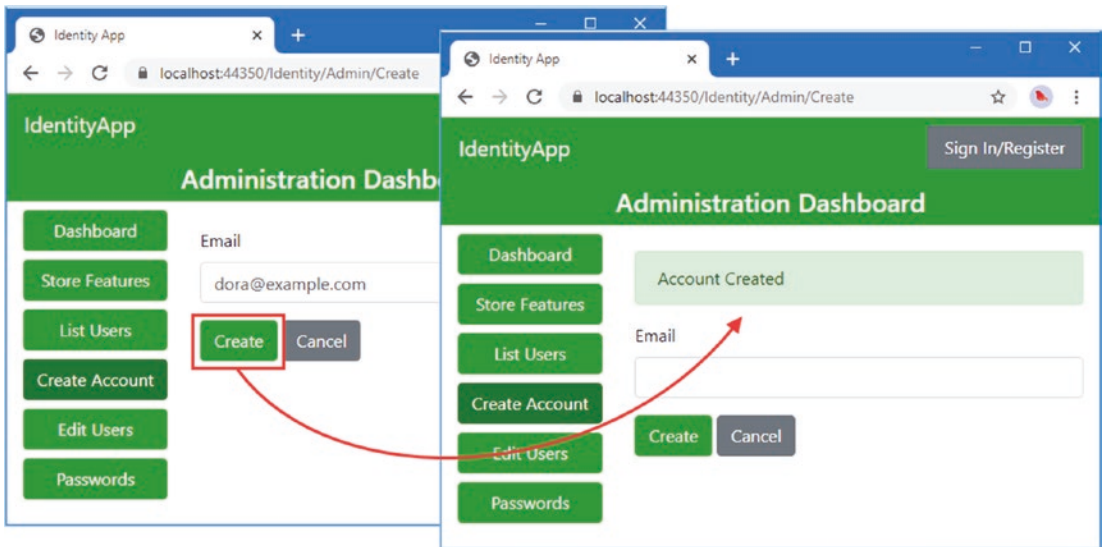 Identity App
localhost:44350/Identity/Admin/Create
IdentityApp
Administration Dashb
Dashboard
Store Features
List Users
Create Account
Edit Users
Passwords
Email
dora@example.com
Create
Cancel
Identity App
localhost:44350/Identity/Admin/Create
IdentityApp
Sign In/Register
Administration Dashboard
Dashboard
Store Features
List Users
Create Account
Edit Users
Passwords
Account Created
Email
Create
Cancel